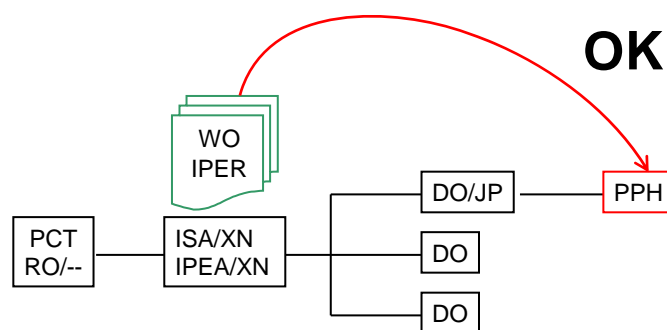 OK
WO
IPER
DO/JP
PPH
PCT
RO/--
ISA/XN
IPEA/XN
DO
DO